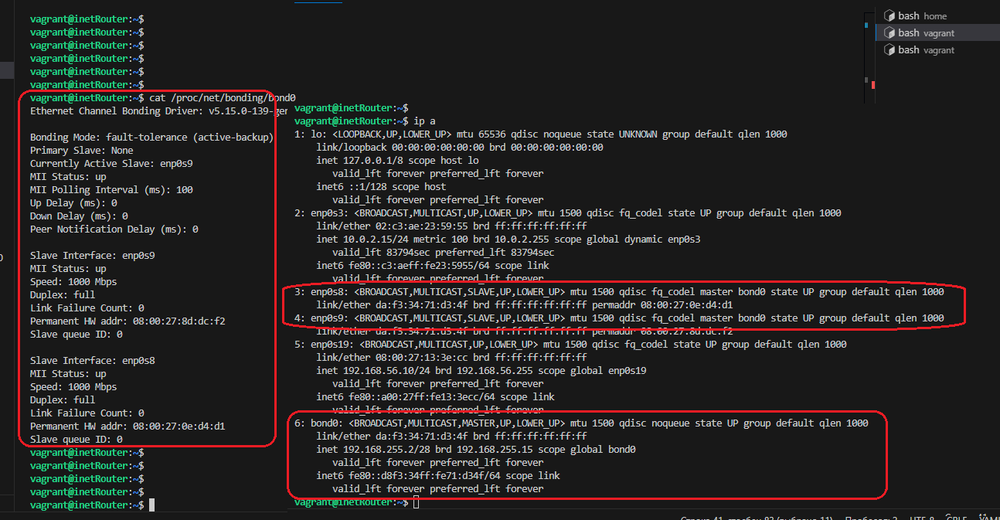 vagrant@inetRouter:~$
vagrant@inetRouter:~$
vagrant@inetRouter:~$
vagrant@inetRouter:~$
vagrant@inetRouter:~$
vagrant@inetRouter:~$
vagrant@inetRouter:~$ cat /proc/net/bonding/bond0
Ethernet Channel Bonding Driver: v5.15.0-139-ger
Bonding Mode: fault-tolerance (active-backup)
Primary Slave: None
Currently Active Slave: enp0s9
MII Status: up
MII Polling Interval (ms): 100
Up Delay (ms): 0
Down Delay (ms): 0
Peer Notification Delay (ms): 0
Slave Interface: enp0s9
MII Status: up
Speed: 1000 Mbps
Duplex: full
Link Failure Count: 0
Permanent HW addr: 08:00:27:8d:dc:f2
Slave queue ID: 0
Slave Interface: enp0s8
MII Status: up
Speed: 1000 Mbps
Duplex: full
Link Failure Count: 0
Permanent HW addr: 08:00:27:0e:d4:d1
Slave queue ID: 0
vagrant@inetRouter:~$
vagrant@inetRouter:~$
vagrant@inetRouter:~$
vagrant@inetRouter:~$
vagrant@inetRouter:~$
vagrant@inetRouter:~$
vagrant@inetRouter:~$ ip a
1: lo: <LOOPBACK,UP,LOWER_UP> mtu 65536 qdisc noqueue state UNKNOWN group default qlen 1000
link/loopback 00:00:00:00:00:00 brd 00:00:00:00:00:00
inet 127.0.0.1/8 scope host lo
valid_lft forever preferred_lft forever
inet6 ::1/128 scope host
valid_lft forever preferred_lft forever
2: enp0s3: <BROADCAST,MULTICAST,UP,LOWER_UP> mtu 1500 qdisc fq_codel state UP group default qlen 1000
link/ether 02:c3:ae:23:59:55 brd ff:ff:ff:ff:ff:ff
inet 10.0.2.15/24 metric 100 brd 10.0.2.255 scope global dynamic enp0s3
valid_lft 83794sec preferred_lft 83794sec
inet6 fe80::c3:aeff:fe23:5955/64 scope link
valid_lft forever preferred_lft forever
3: enp0s8: <BROADCAST,MULTICAST,SLAVE,UP,LOWER_UP> mtu 1500 qdisc fq_codel master bond0 state UP group default qlen 1000
link/ether da:f3:34:71:d3:4f brd ff:ff:ff:ff:ff:ff permaddr 08:00:27:0e:d4:d1
4: enp0s9: <BROADCAST,MULTICAST,SLAVE,UP,LOWER_UP> mtu 1500 qdisc fq_codel master bond0 state UP group default qlen 1000
link/ether da:f3:34:71:d3:4f brd ff:ff:ff:ff:ff:ff permaddr 08:00:27:8d:dc:f2
5: enp0s19: <BROADCAST,MULTICAST,UP,LOWER_UP> mtu 1500 qdisc fq_codel state UP group default qlen 1000
link/ether 08:00:27:13:3e:cc brd ff:ff:ff:ff:ff:ff
inet 192.168.56.10/24 brd 192.168.56.255 scope global enp0s19
valid_lft forever preferred_lft forever
inet6 fe80::a00:27ff:fe13:3ecc/64 scope link
valid_lft forever preferred_lft forever
6: bond0: <BROADCAST,MULTICAST,MASTER,UP,LOWER_UP> mtu 1500 qdisc noqueue state UP group default qlen 1000
link/ether da:f3:34:71:d3:4f brd ff:ff:ff:ff:ff:ff
inet 192.168.255.2/28 brd 192.168.255.15 scope global bond0
valid_lft forever preferred_lft forever
inet6 fe80::d8f3:34ff:fe71:d34f/64 scope link
valid_lft forever preferred_lft forever
vagrant@inetRouter:~$
bash home
bash vagrant
bash vagrant